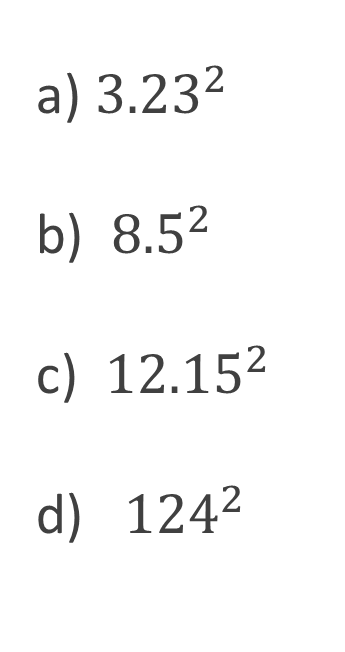 a) 3.23²
b) 8.5²
c) 12.15²
d) 124²